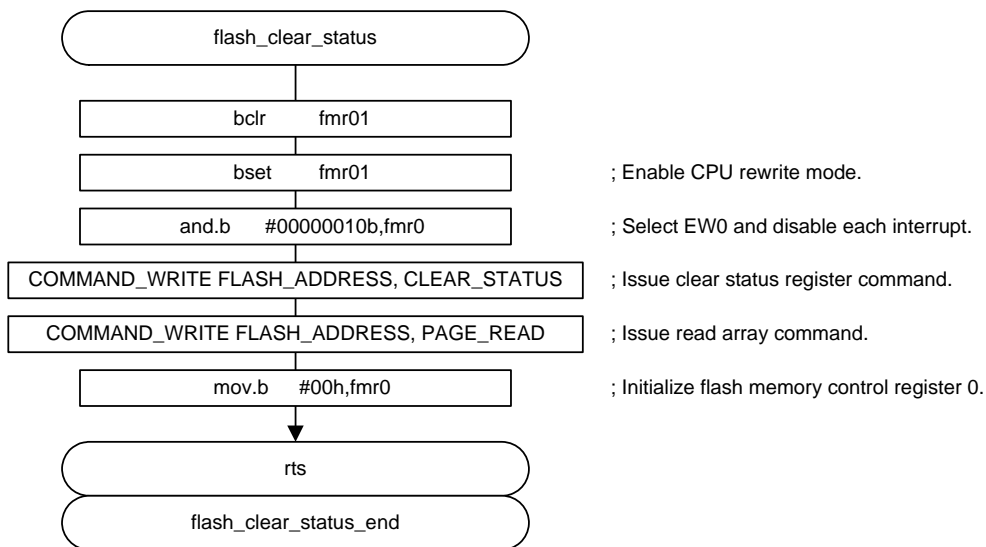 flash_clear_status
bclr fmr01
bset fmr01 ; Enable CPU rewrite mode.
and.b #00000010b,fmr0 ; Select EW0 and disable each interrupt.
COMMAND_WRITE FLASH_ADDRESS, CLEAR_STATUS ; Issue clear status register command.
COMMAND_WRITE FLASH_ADDRESS, PAGE_READ ; Issue read array command.
mov.b #00h,fmr0 ; Initialize flash memory control register 0.
rts
flash_clear_status_end